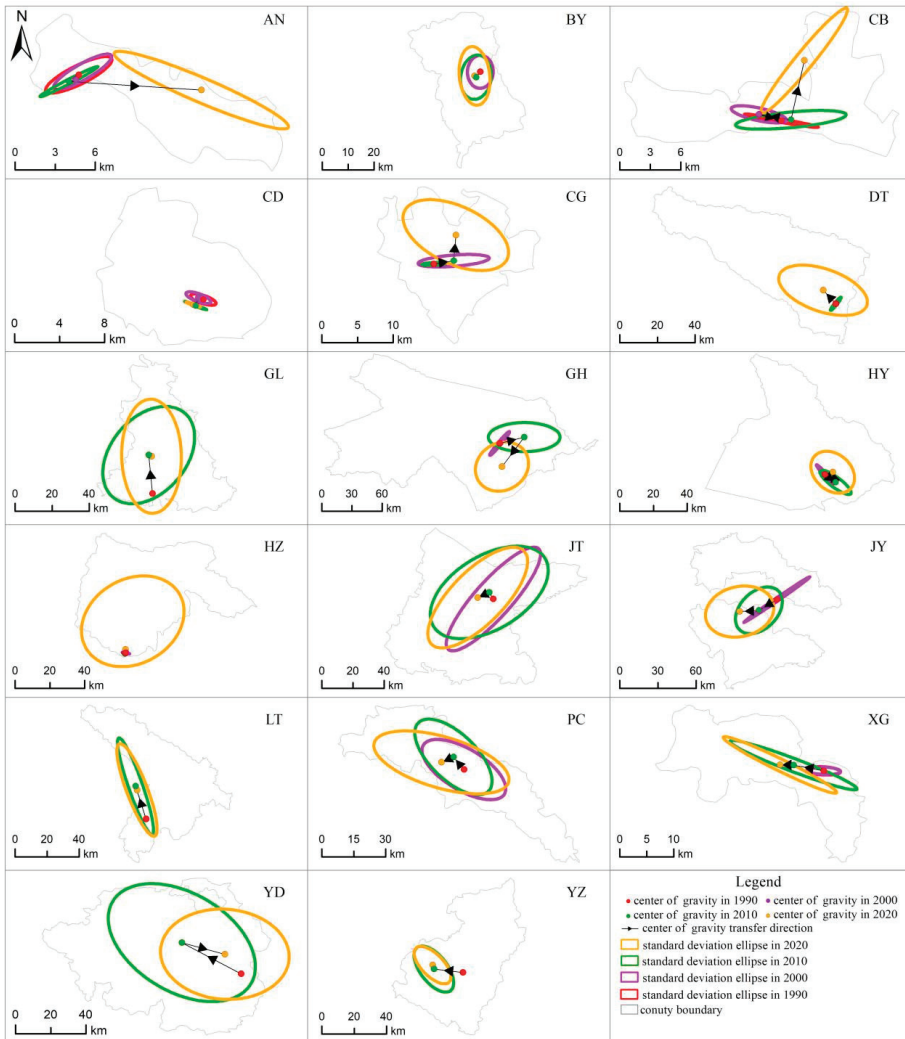 N
AN
0 3 6
km
BY
0 10 20
km
CB
0 3 6
km
CD
0 4 8
km
CG
0 5 10
km
DT
0 20 40
km
GL
0 20 40
km
GH
0 30 60
km
HY
0 20 40
km
HZ
0 20 40
km
JT
0 20 40
km
JY
0 30 60
km
LT
0 20 40
km
PC
0 15 30
km
XG
0 5 10
km
YD
0 20 40
km
YZ
0 20 40
km
Legend
center of gravity in 1990 center of gravity in 2000
center of gravity in 2010 center of gravity in 2020
center of gravity transfer direction
standard deviation ellipse in 2020
standard deviation ellipse in 2010
standard deviation ellipse in 2000
standard deviation ellipse in 1990
conuty boundary